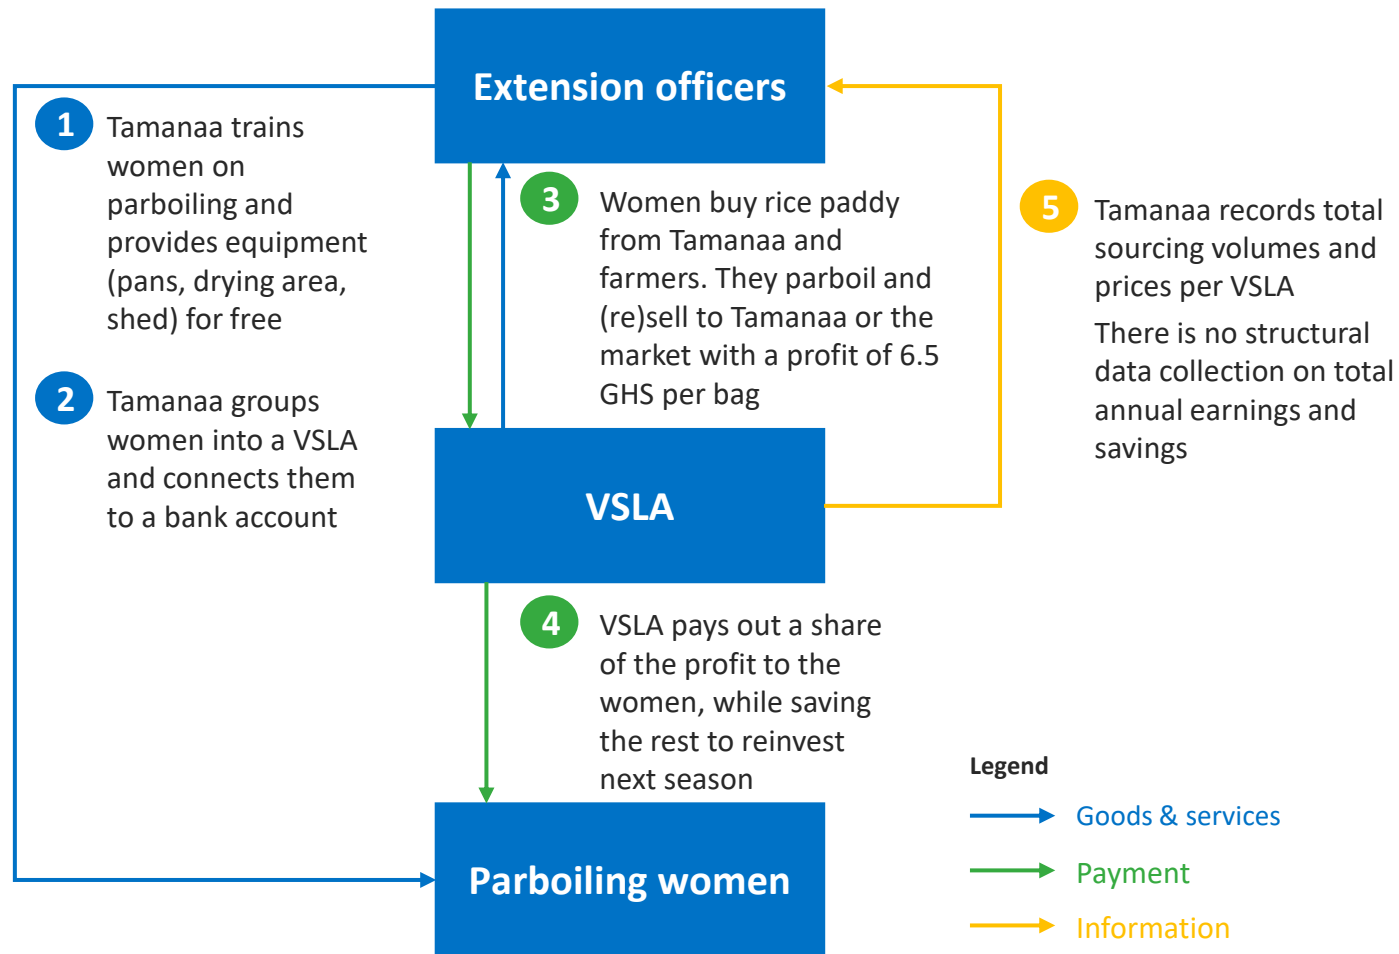 Extension officers
1
Tamanaa trains
women on
parboiling and
provides equipment
(pans, drying area,
shed) for free
2
Tamanaa groups
women into a VSLA
and connects them
to a bank account
3
Women buy rice paddy
from Tamanaa and
farmers. They parboil and
(re)sell to Tamanaa or the
market with a profit of 6.5
GHS per bag
5
Tamanaa records total
sourcing volumes and
prices per VSLA
There is no structural
data collection on total
annual earnings and
savings
VSLA
4
VSLA pays out a share
of the profit to the
women, while saving
the rest to reinvest
next season
Parboiling women
Legend
Goods & services
Payment
Information